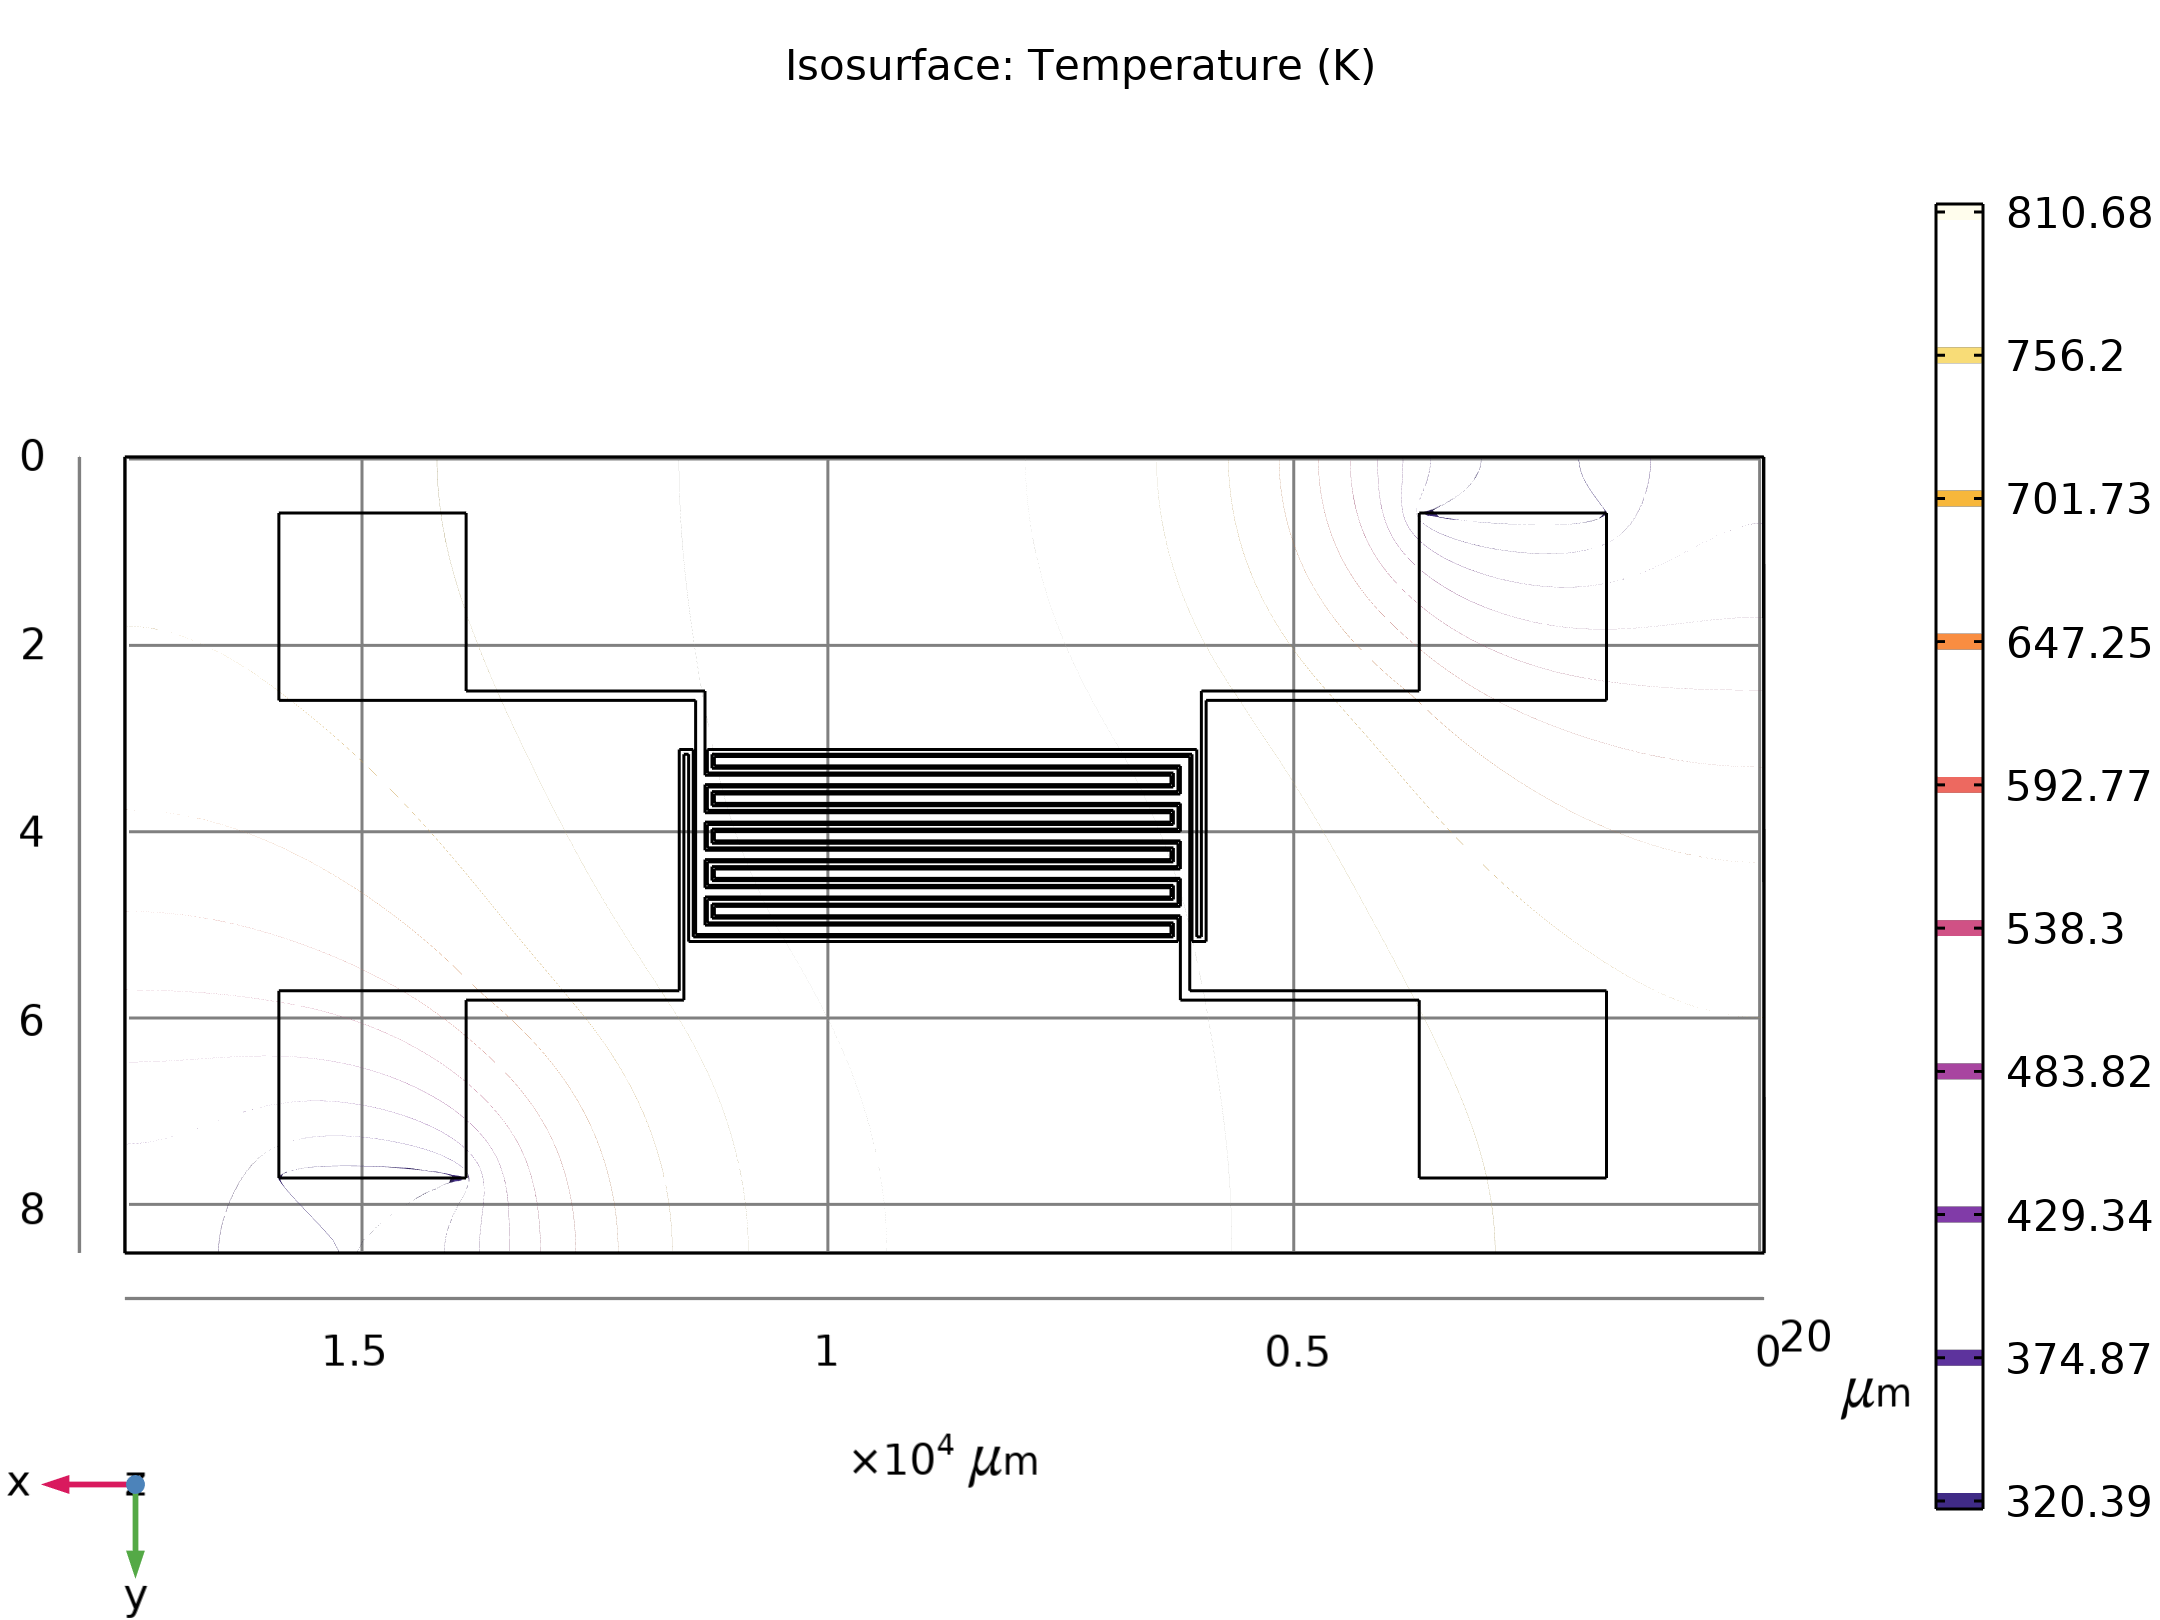 Isosurface: Temperature (K)
810.68
756.2
701.73
647.25
592.77
538.3
483.82
429.34
374.87
320.39
0
2
4
6
8
1.5 1 0.5 0 20
μm
×10⁴ μm
x z
y